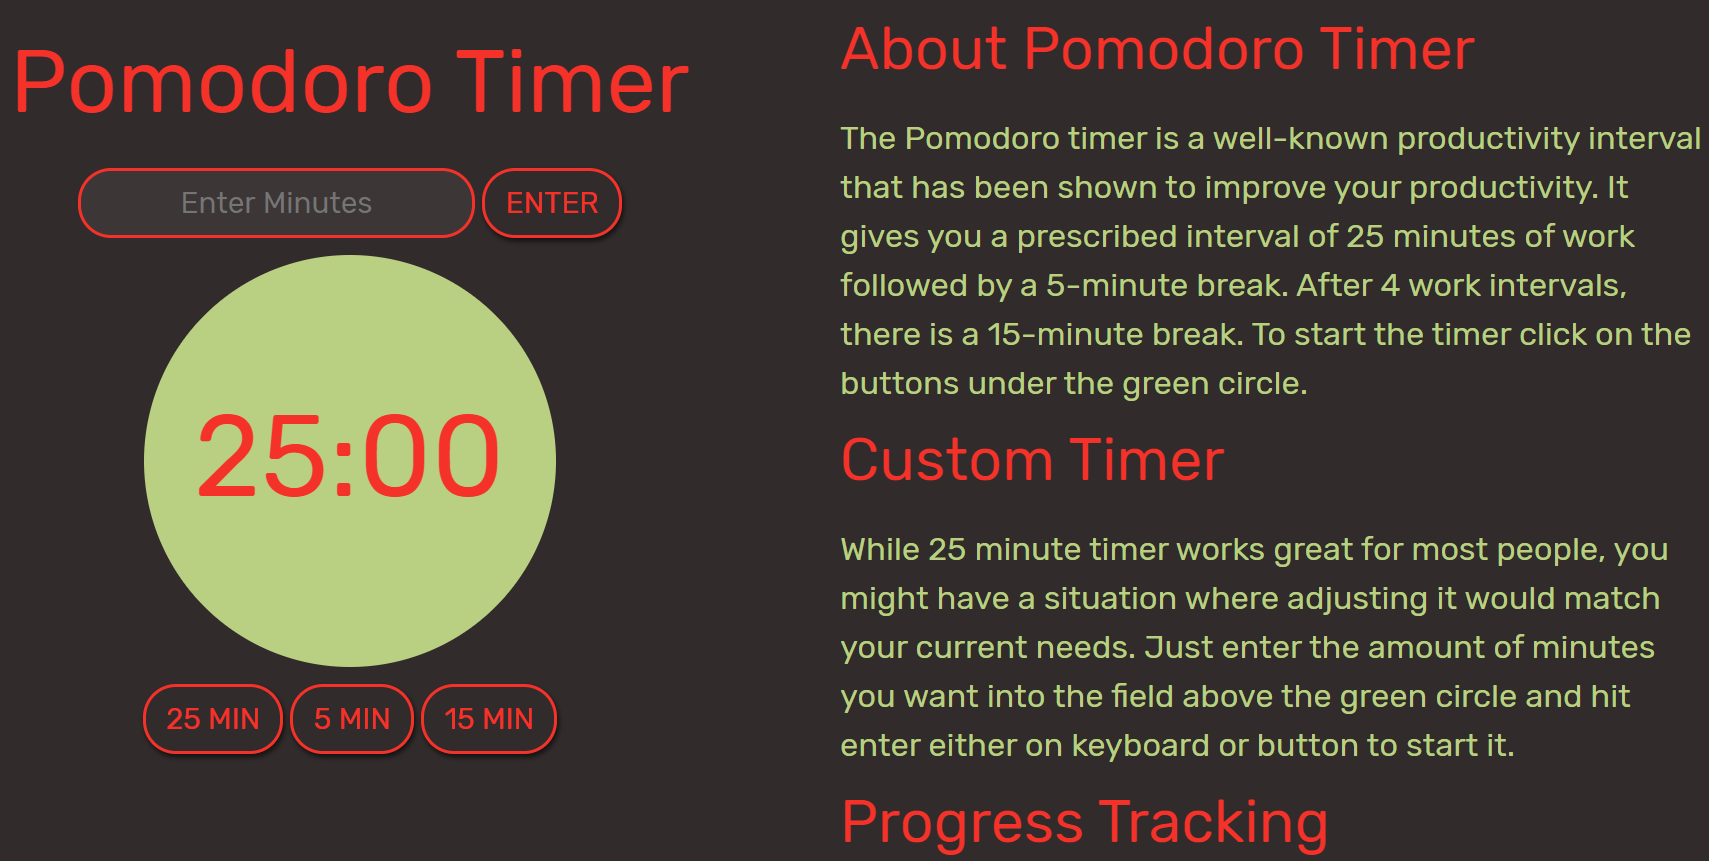 Pomodoro Timer
Enter Minutes
ENTER
25:00
25 MIN
5 MIN
15 MIN
About Pomodoro Timer
The Pomodoro timer is a well-known productivity interval
that has been shown to improve your productivity. It
gives you a prescribed interval of 25 minutes of work
followed by a 5-minute break. After 4 work intervals,
there is a 15-minute break. To start the timer click on the
buttons under the green circle.
Custom Timer
While 25 minute timer works great for most people, you
might have a situation where adjusting it would match
your current needs. Just enter the amount of minutes
you want into the field above the green circle and hit
enter either on keyboard or button to start it.
Progress Tracking